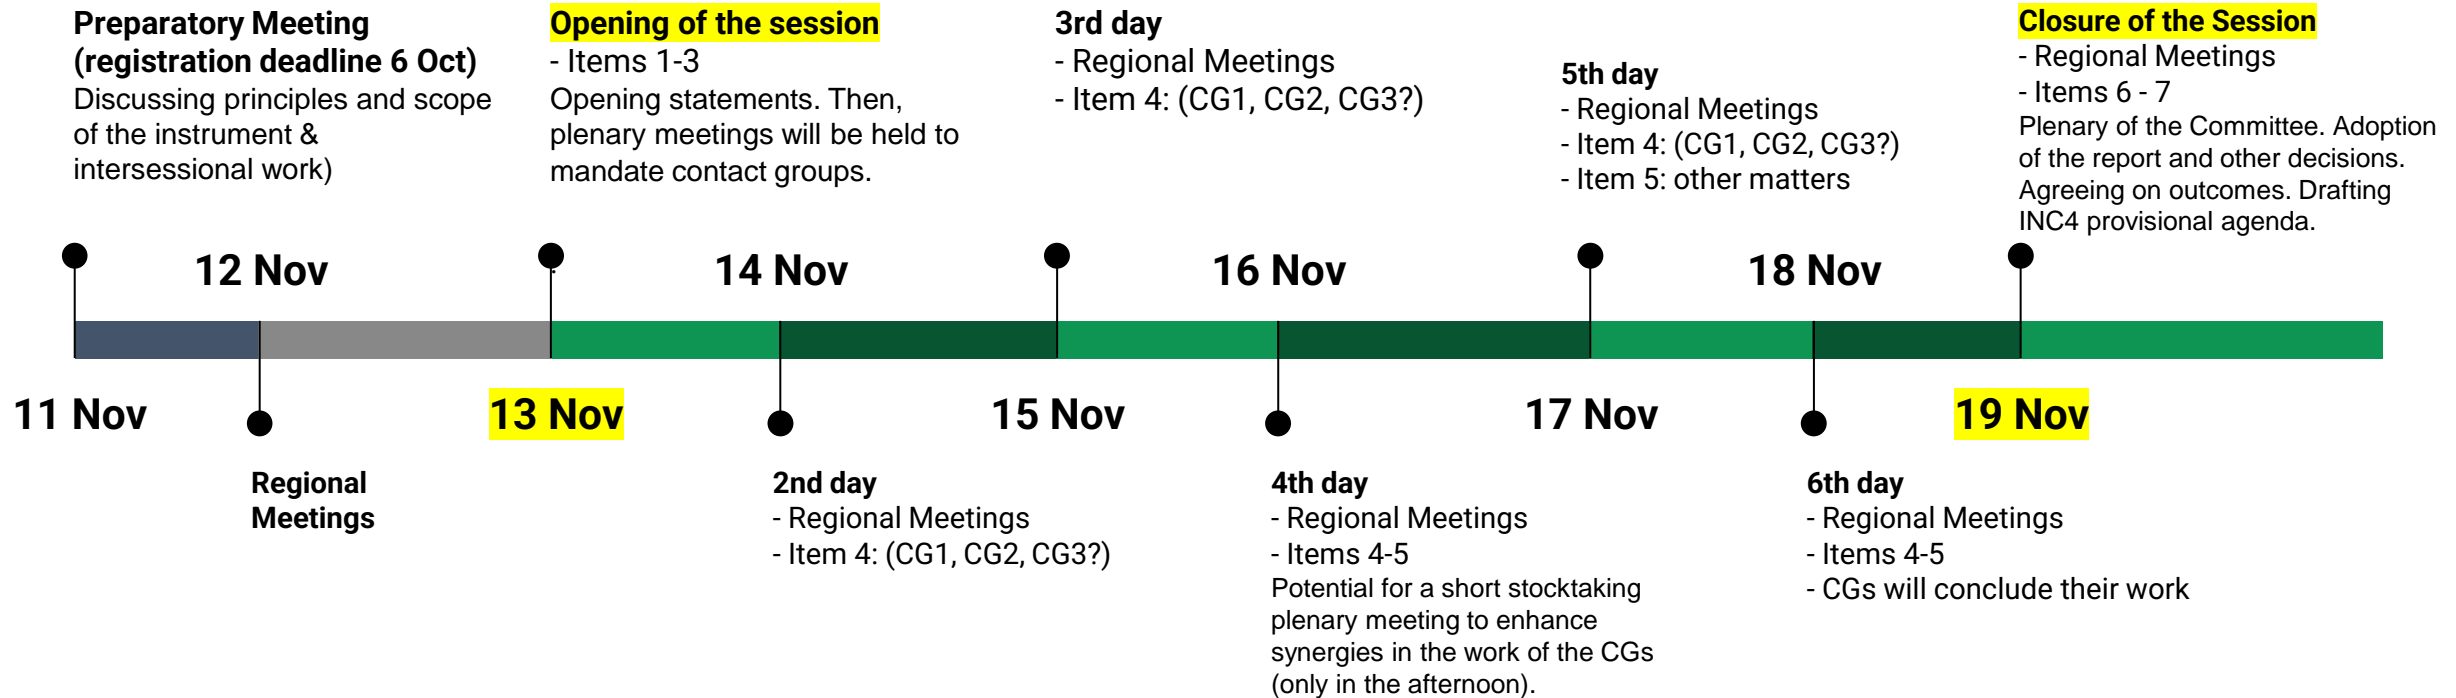 Preparatory Meeting
(registration deadline 6 Oct)
Discussing principles and scope
of the instrument &
intersessional work)
Opening of the session
- Items 1-3
Opening statements. Then,
plenary meetings will be held to
mandate contact groups.
3rd day
- Regional Meetings
- Item 4: (CG1, CG2, CG3?)
5th day
- Regional Meetings
- Item 4: (CG1, CG2, CG3?)
- Item 5: other matters
Closure of the Session
- Regional Meetings
- Items 6 - 7
Plenary of the Committee. Adoption
of the report and other decisions.
Agreeing on outcomes. Drafting
INC4 provisional agenda.
12 Nov
14 Nov
16 Nov
18 Nov
11 Nov
13 Nov
15 Nov
17 Nov
19 Nov
Regional
Meetings
2nd day
- Regional Meetings
- Item 4: (CG1, CG2, CG3?)
4th day
- Regional Meetings
- Items 4-5
Potential for a short stocktaking
plenary meeting to enhance
synergies in the work of the CGs
(only in the afternoon).
6th day
- Regional Meetings
- Items 4-5
- CGs will conclude their work